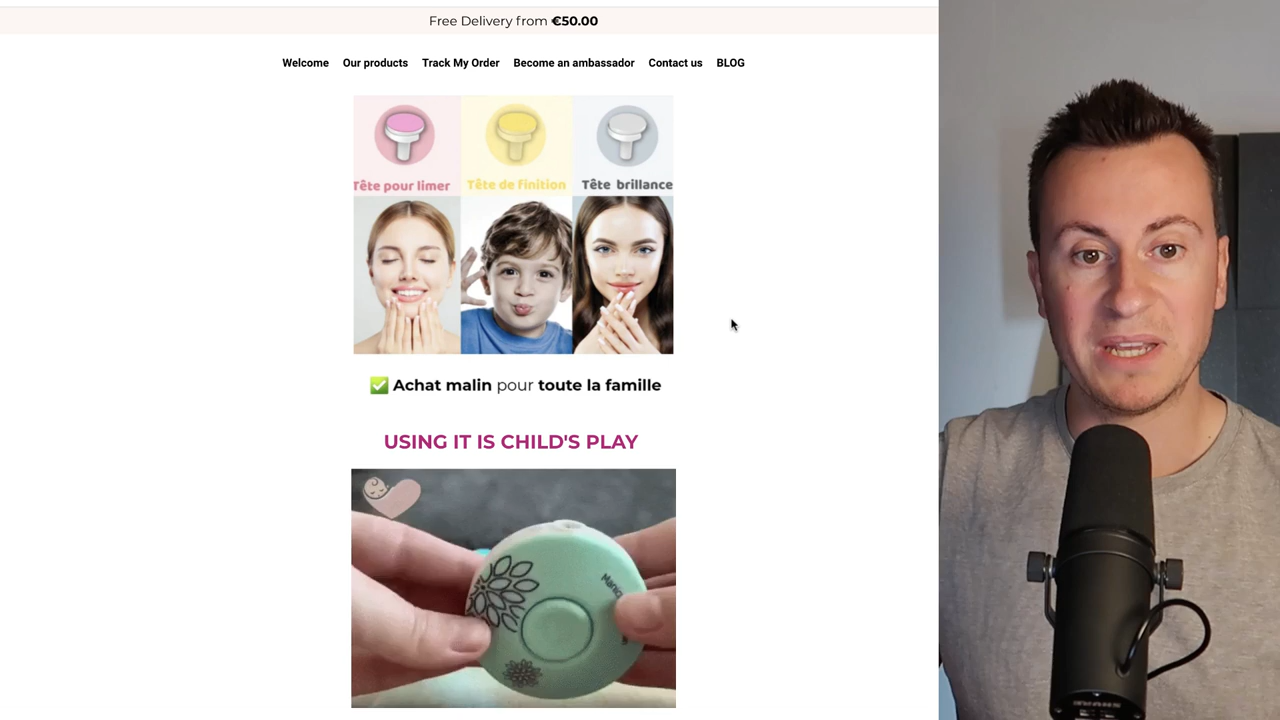 Free Delivery from €50.00
Welcome Our products Track My Order Become an ambassador Contact us BLOG
Tête pour limer Tête de finition Tête brillance
✅ Achat malin pour toute la famille
USING IT IS CHILD'S PLAY